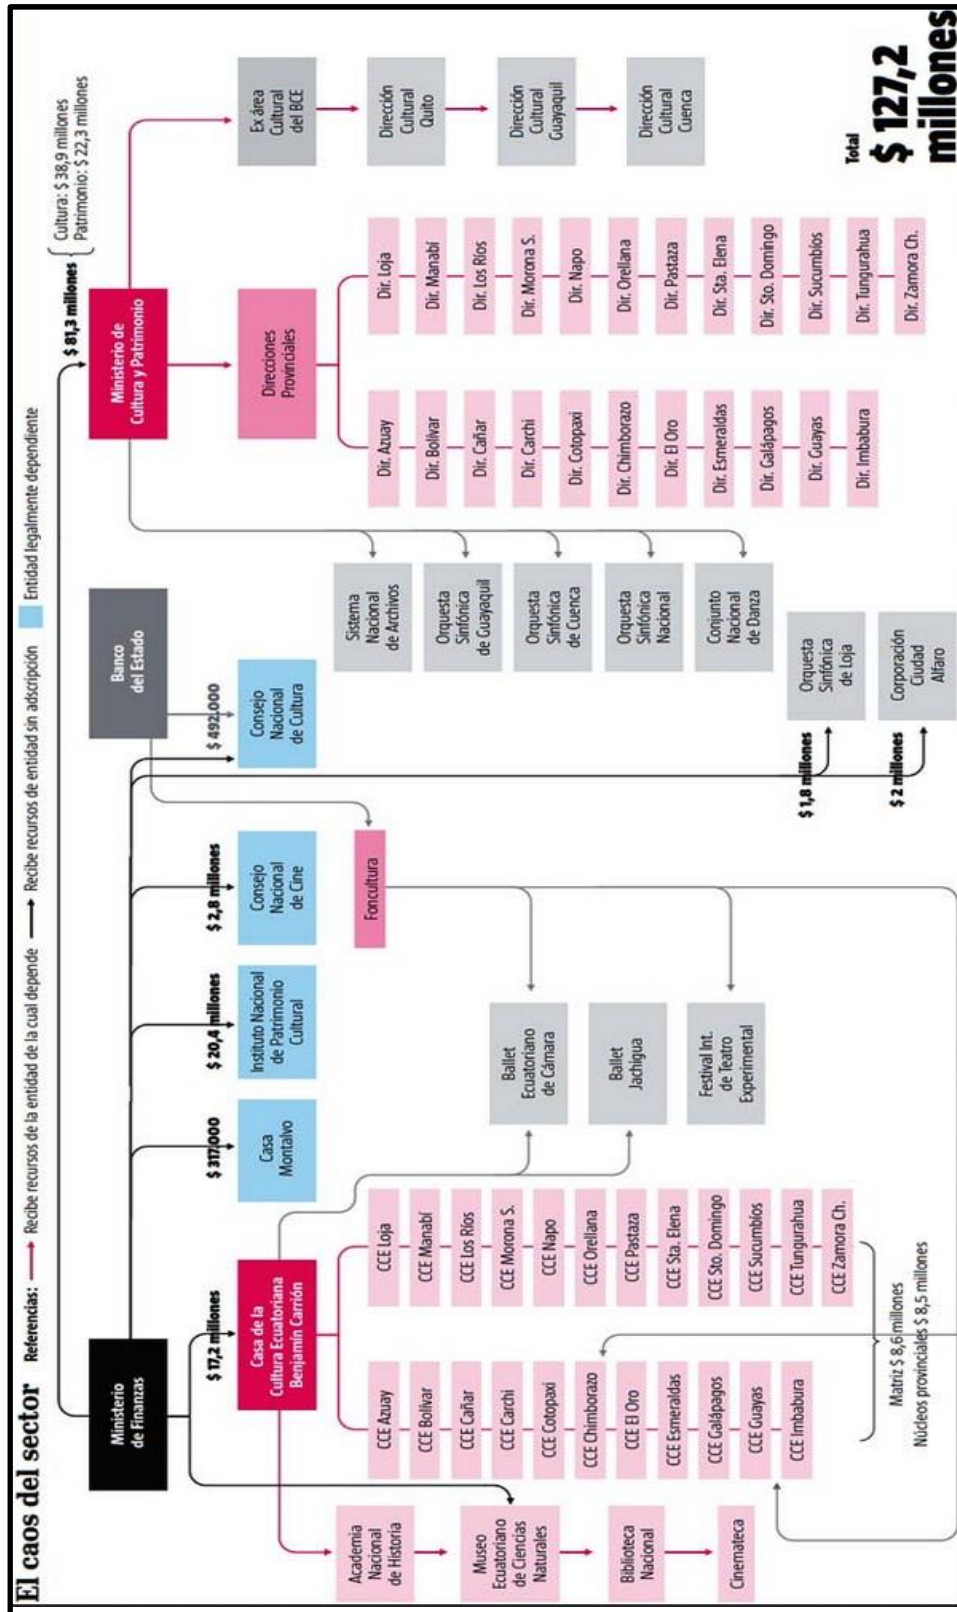 El caos del sector
Referencias:
Recibe recursos de la entidad de la cual depende
Recibe recursos de entidad sin adscripción
Entidad legalmente dependiente
Ministerio
de Finanzas
Banco
del Estado
$ 81,3 millones
Cultura: $ 38,9 millones
Patrimonio: $ 22,3 millones
Ministerio de
Cultura y Patrimonio
$ 17,2 millones
Casa de la
Cultura Ecuatoriana
Benjamín Carrión
$ 317.000
Casa
Montalvo
$ 20,4 millones
Instituto Nacional
de Patrimonio
Cultural
$ 2,8 millones
Consejo
Nacional
de Cine
$ 492.000
Consejo
Nacional
de Cultura
Direcciones
Provinciales
Ex área
Cultural
del BCE
Academia
Nacional
de Historia
Museo
Ecuatoriano
de Ciencias
Naturales
Biblioteca
Nacional
Cinemateca
CCE Azuay
CCE Bolívar
CCE Cañar
CCE Carchi
CCE Cotopaxi
CCE Chimborazo
CCE El Oro
CCE Esmeraldas
CCE Galápagos
CCE Guayas
CCE Imbabura
CCE Loja
CCE Manabí
CCE Los Ríos
CCE Morona S.
CCE Napo
CCE Orellana
CCE Pastaza
CCE Sta. Elena
CCE Sto. Domingo
CCE Sucumbíos
CCE Tungurahua
CCE Zamora Ch.
Matriz $ 8,6 millones
Núcleos provinciales $ 8,5 millones
Foncultura
Ballet
Ecuatoriano
de Cámara
Ballet
Jachigua
Festival Int.
de Teatro
Experimental
Sistema
Nacional
de Archivos
Orquesta
Sinfónica
de Guayaquil
Orquesta
Sinfónica
de Cuenca
Orquesta
Sinfónica
Nacional
Conjunto
Nacional
de Danza
$ 1,8 millones
Orquesta
Sinfónica
de Loja
$ 2 millones
Corporación
Ciudad
Alfaro
Dir. Azuay
Dir. Bolívar
Dir. Cañar
Dir. Carchi
Dir. Cotopaxi
Dir. Chimborazo
Dir. El Oro
Dir. Esmeraldas
Dir. Galápagos
Dir. Guayas
Dir. Imbabura
Dir. Loja
Dir. Manabí
Dir. Los Ríos
Dir. Morona S.
Dir. Napo
Dir. Orellana
Dir. Pastaza
Dir. Sta. Elena
Dir. Sto. Domingo
Dir. Sucumbíos
Dir. Tungurahua
Dir. Zamora Ch.
Dirección
Cultural
Quito
Dirección
Cultural
Guayaquil
Dirección
Cultural
Cuenca
Total
$ 127,2
millones